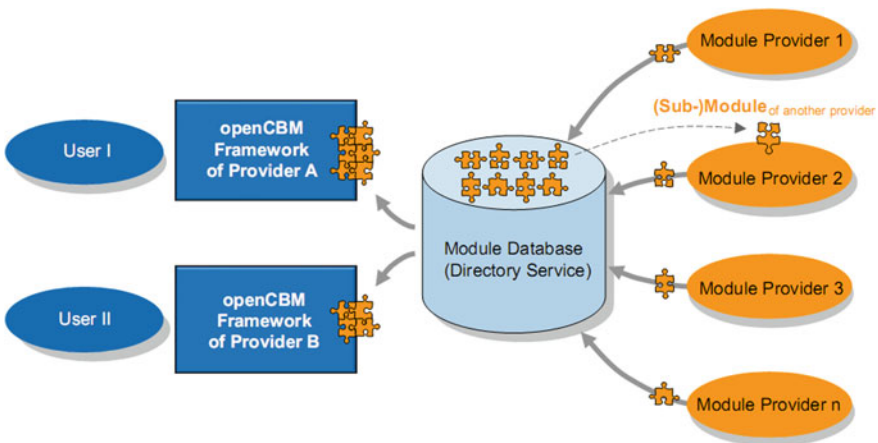 User I
openCBM
Framework
of Provider A
User II
openCBM
Framework
of Provider B
Module Database
(Directory Service)
Module Provider 1
(Sub-)Module of another provider
Module Provider 2
Module Provider 3
Module Provider n